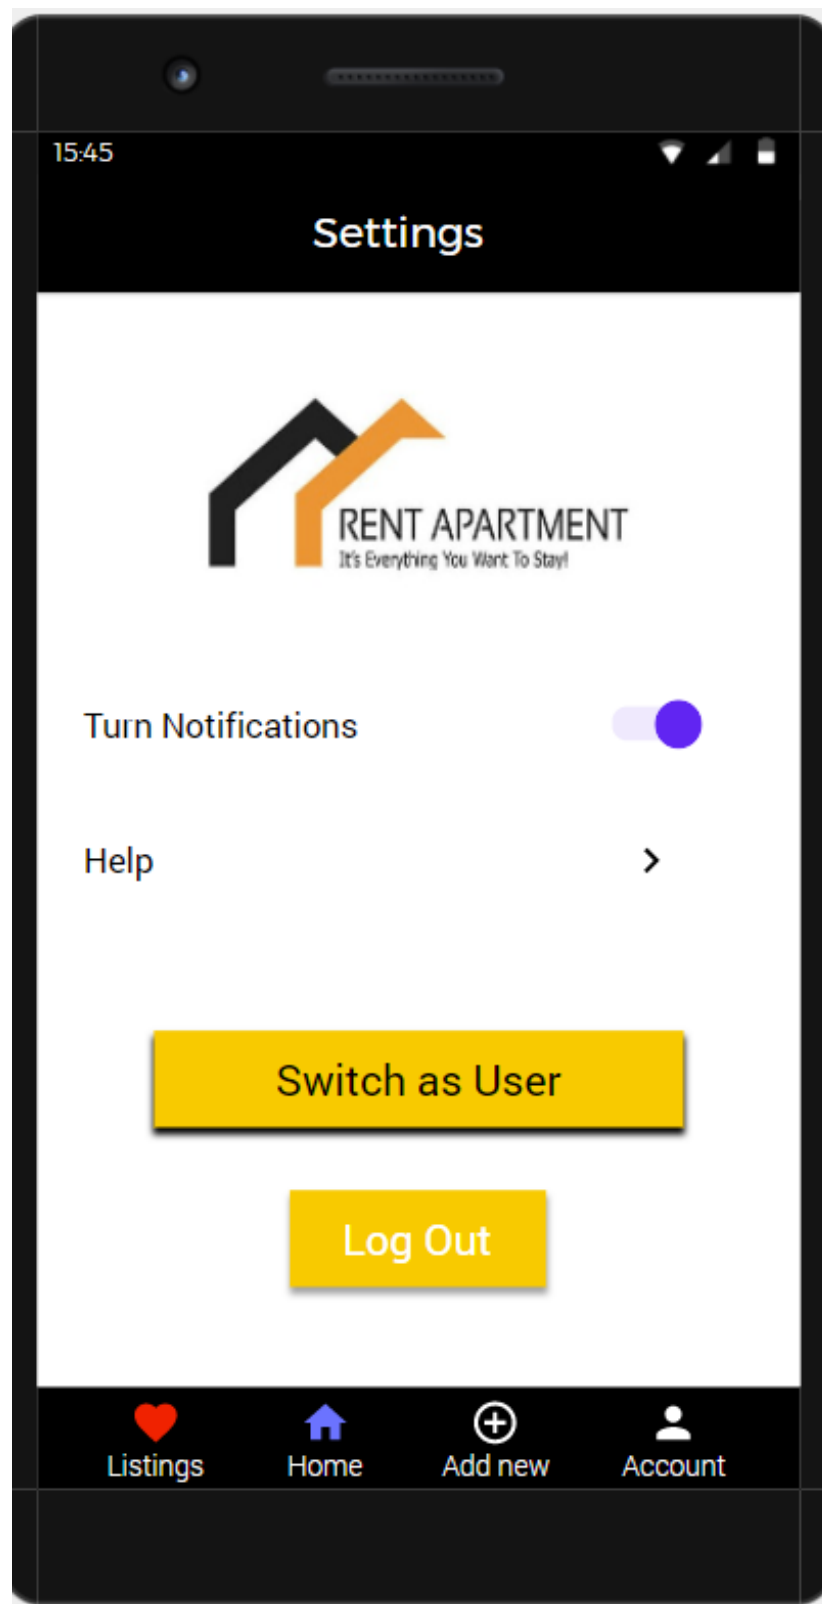 15:45
Settings
RENT APARTMENT
It's Everything You Want To Stay!
Turn Notifications
Help
Switch as User
Log Out
Listings Home Add new Account